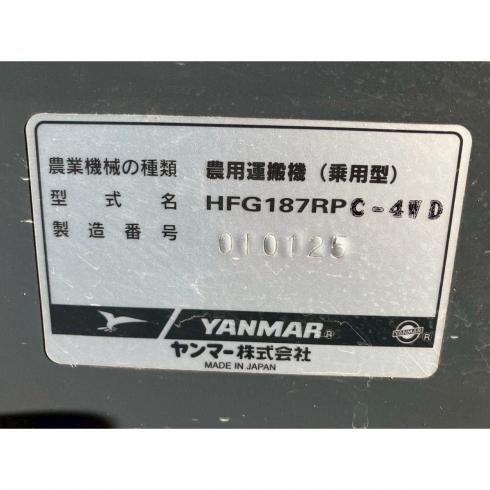 農業機械の種類 農用運搬機（乗用型）
型式名 HFG187RPC-4WD
製造番号 010125
YANMAR® YANMAR ®
ヤンマー株式会社
MADE IN JAPAN